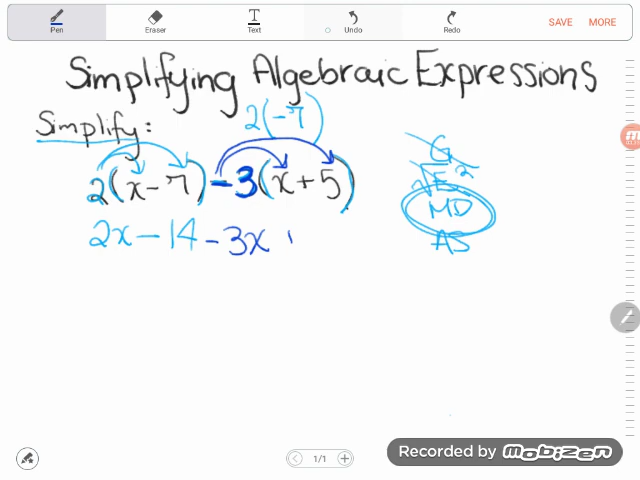 Pen Eraser Text Undo Redo SAVE MORE
Simplifying Algebraic Expressions
2(-7)
Simplify:
G
2(x-7)-3(x+5)
√E²
MD
2x-14-3x
AS
1/1
Recorded by mobizen